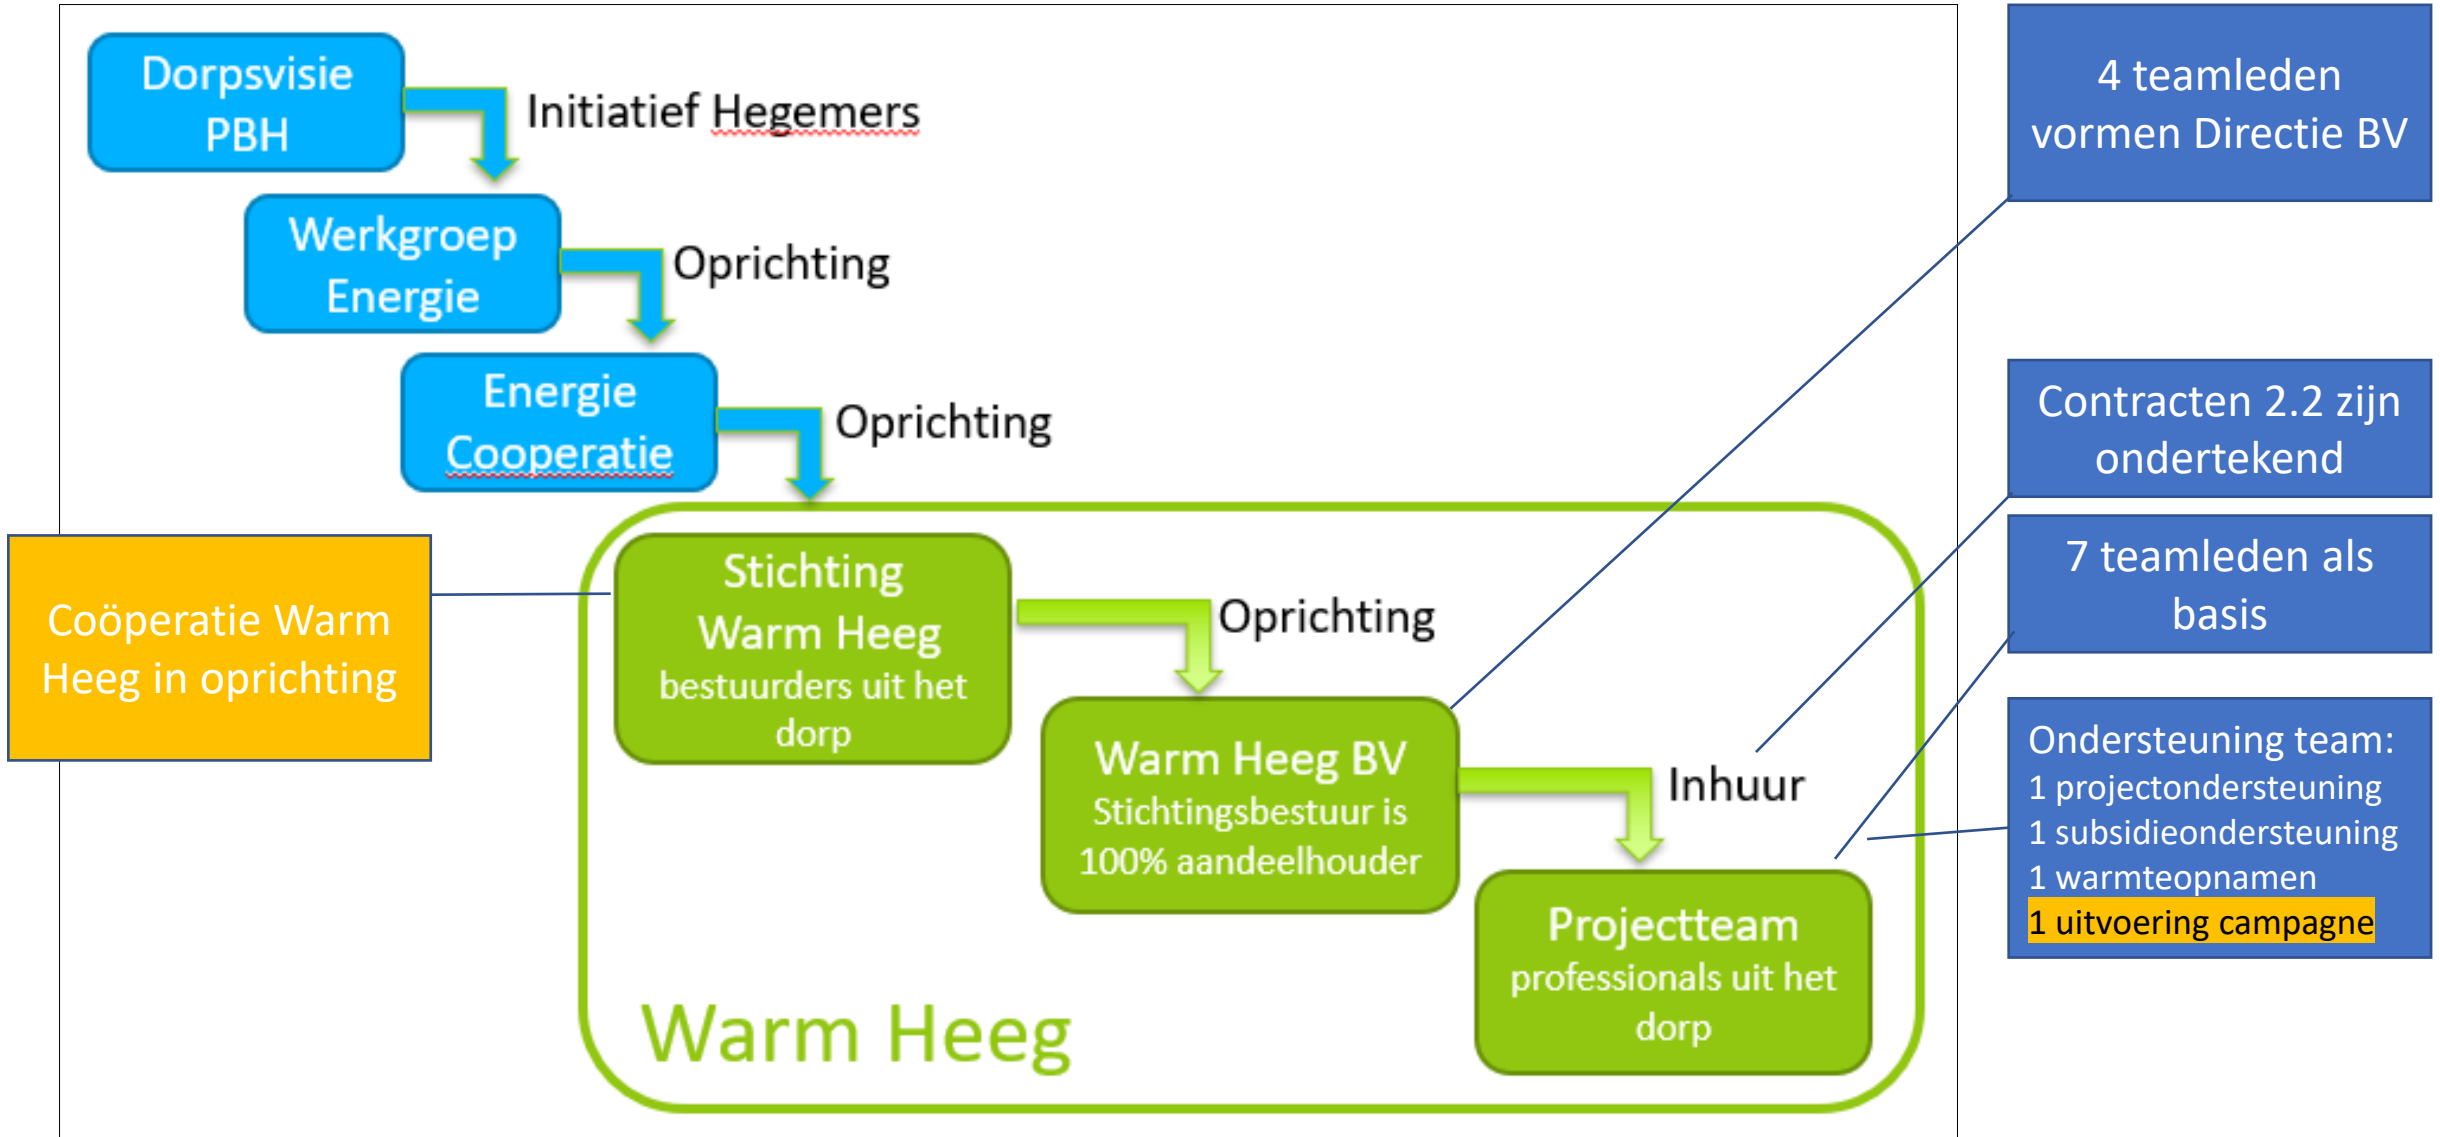 Dorpsvisie
PBH
Initiatief Hegemers
Werkgroep
Energie
Oprichting
Energie
Cooperatie
Oprichting
Coöperatie Warm
Heeg in oprichting
Stichting
Warm Heeg
bestuurders uit het
dorp
Oprichting
Warm Heeg BV
Stichtingsbestuur is
100% aandeelhouder
Inhuur
Projectteam
professionals uit het
dorp
Warm Heeg
4 teamleden
vormen Directie BV
Contracten 2.2 zijn
ondertekend
7 teamleden als
basis
Ondersteuning team:
1 projectondersteuning
1 subsidieondersteuning
1 warmteopnamen
1 uitvoering campagne